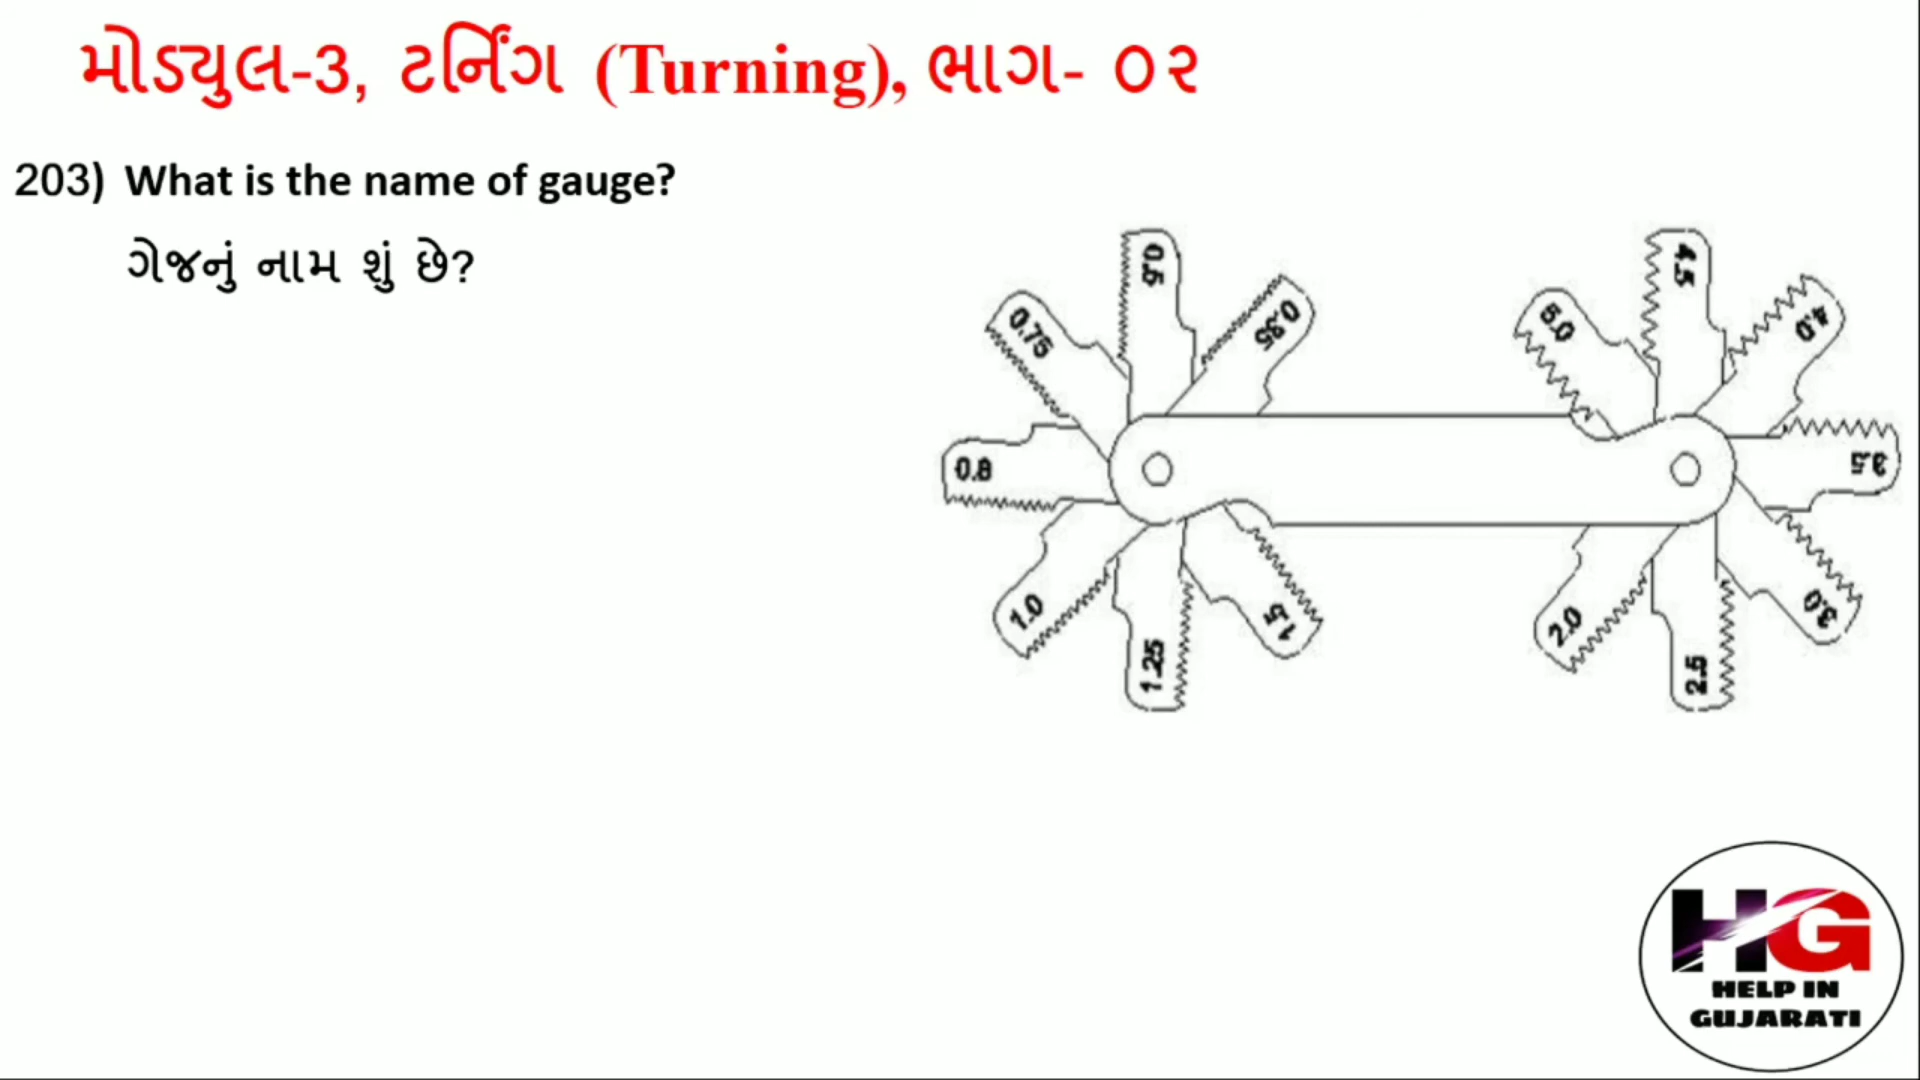 મોડ્યુલ-3, ટર્નિંગ (Turning), ભાગ- ૦૨
203) What is the name of gauge?
ગેજનું નામ શું છે?
0.5
4.5
0.75
0.35
5.0
4.0
0.8
3.5
1.0
1.5
2.0
3.0
1.25
2.5
HG
HELP IN
GUJARATI